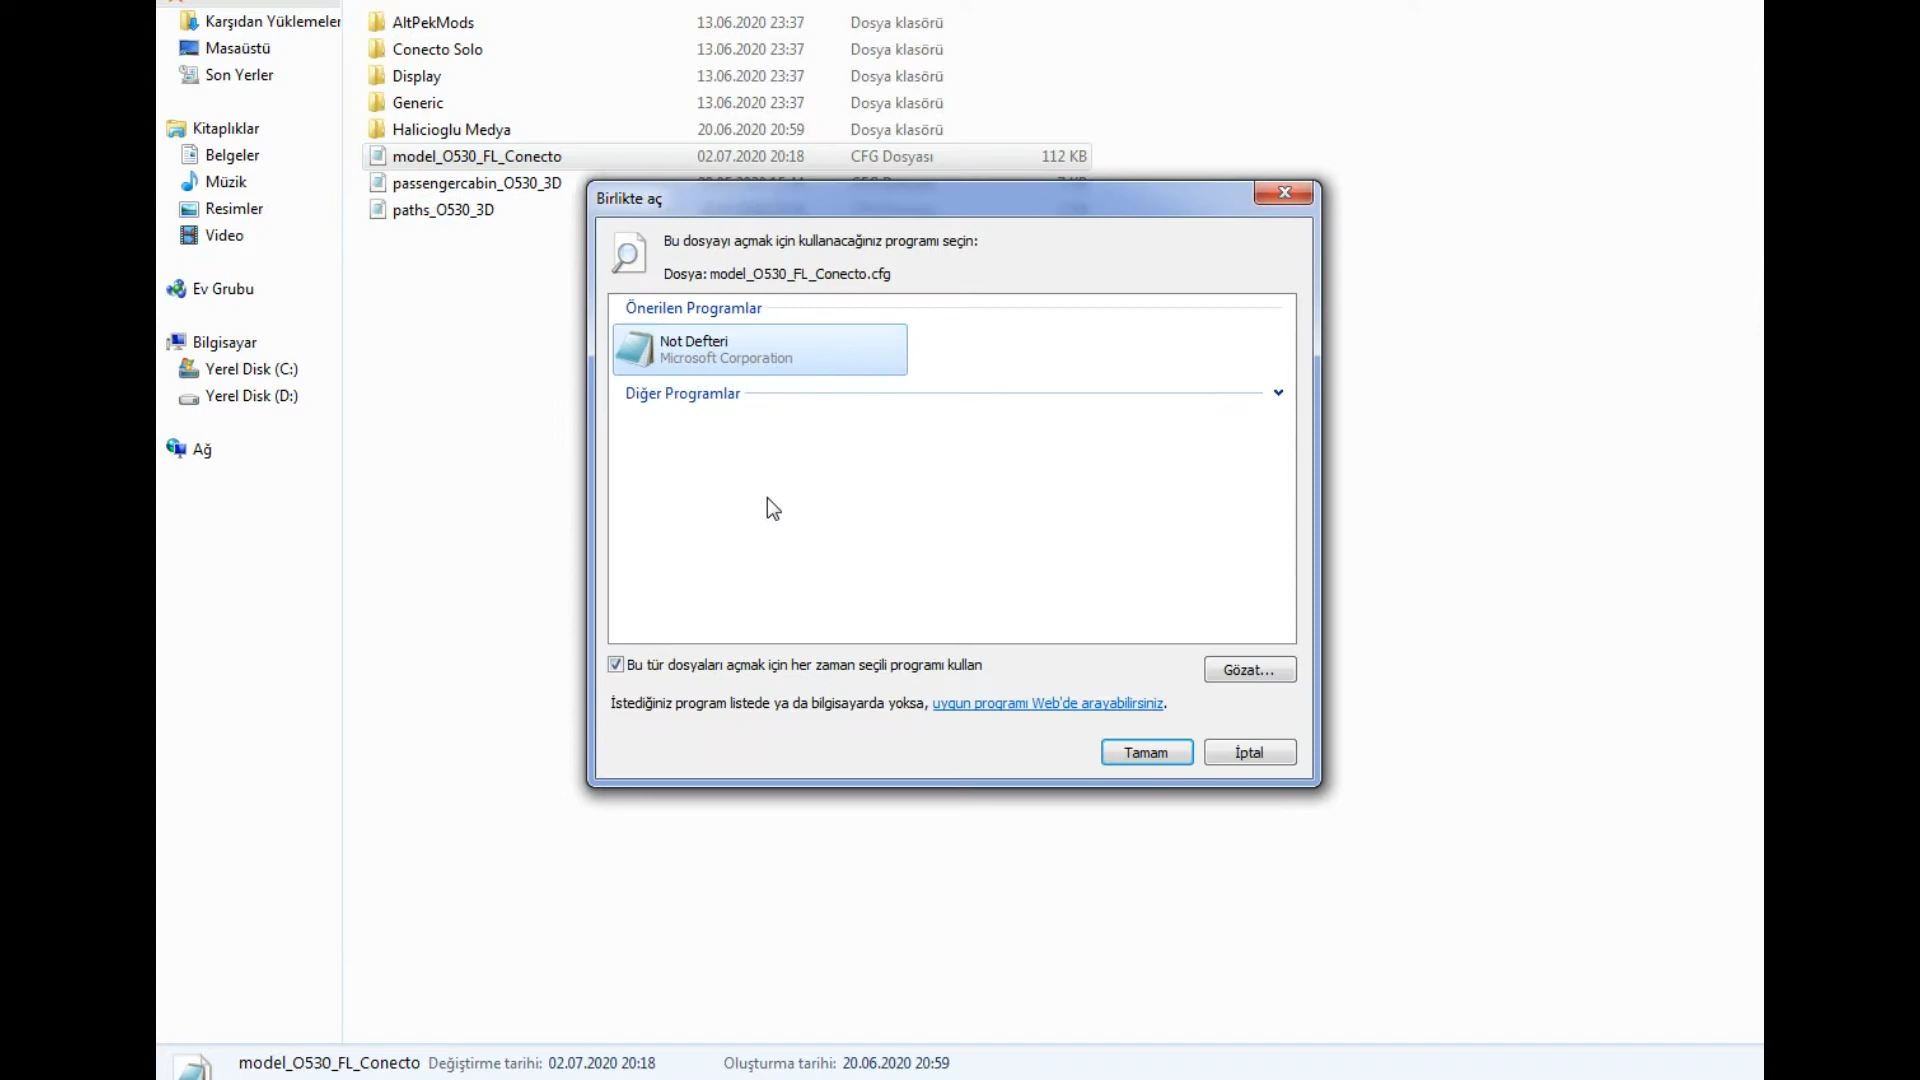 Karşıdan Yüklemeler
Masaüstü
Son Yerler
Kitaplıklar
Belgeler
Müzik
Resimler
Video
Ev Grubu
Bilgisayar
Yerel Disk (C:)
Yerel Disk (D:)
Ağ
AltPekMods 13.06.2020 23:37 Dosya klasörü
Conecto Solo 13.06.2020 23:37 Dosya klasörü
Display 13.06.2020 23:37 Dosya klasörü
Generic 13.06.2020 23:37 Dosya klasörü
Halicioglu Medya 20.06.2020 20:59 Dosya klasörü
model_O530_FL_Conecto 02.07.2020 20:18 CFG Dosyası 112 KB
passengercabin_O530_3D
paths_O530_3D
Birlikte aç
Bu dosyayı açmak için kullanacağınız programı seçin:
Dosya: model_O530_FL_Conecto.cfg
Önerilen Programlar
Not Defteri
Microsoft Corporation
Diğer Programlar
Bu tür dosyaları açmak için her zaman seçili programı kullan
Gözat...
İstediğiniz program listede ya da bilgisayarda yoksa, uygun programı Web'de arayabilirsiniz.
Tamam İptal
model_O530_FL_Conecto Değiştirme tarihi: 02.07.2020 20:18 Oluşturma tarihi: 20.06.2020 20:59